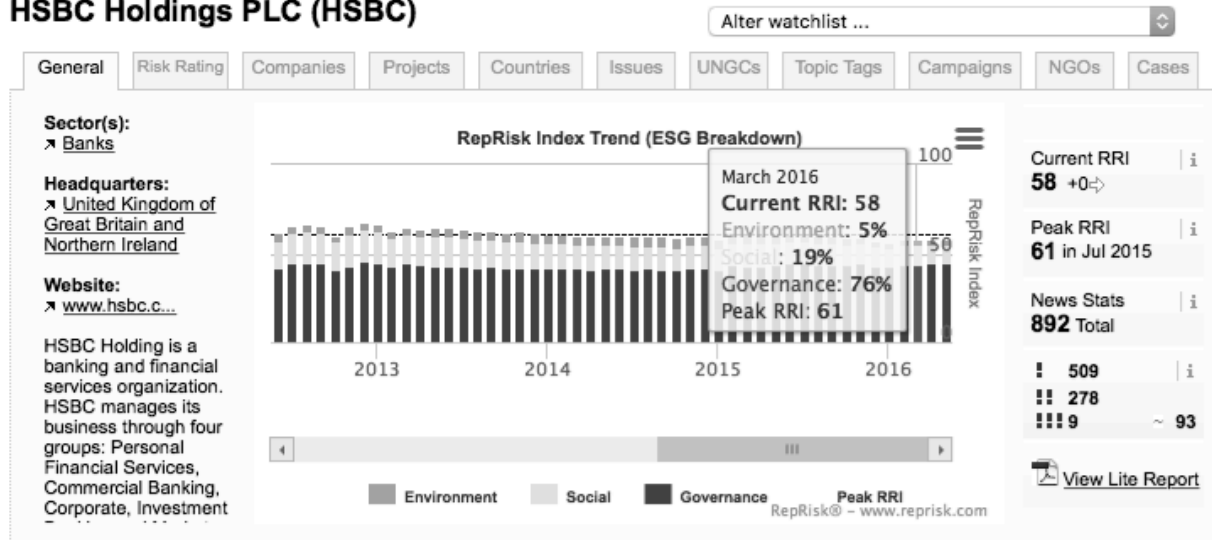 HSBC Holdings PLC (HSBC)
Alter watchlist ...
General Risk Rating Companies Projects Countries Issues UNGCs Topic Tags Campaigns NGOs Cases
Sector(s):
Banks
Headquarters:
United Kingdom of
Great Britain and
Northern Ireland
Website:
www.hsbc.c...
HSBC Holding is a
banking and financial
services organization.
HSBC manages its
business through four
groups: Personal
Financial Services,
Commercial Banking,
Corporate, Investment
RepRisk Index Trend (ESG Breakdown)
March 2016
Current RRI: 58
Environment: 5%
Social: 19%
Governance: 76%
Peak RRI: 61
100
50
0
RepRisk Index
2013 2014 2015 2016
Environment Social Governance Peak RRI
RepRisk® – www.reprisk.com
Current RRI i
58 +0
Peak RRI i
61 in Jul 2015
News Stats i
892 Total
! 509 i
!! 278
!!! 9 ~ 93
View Lite Report